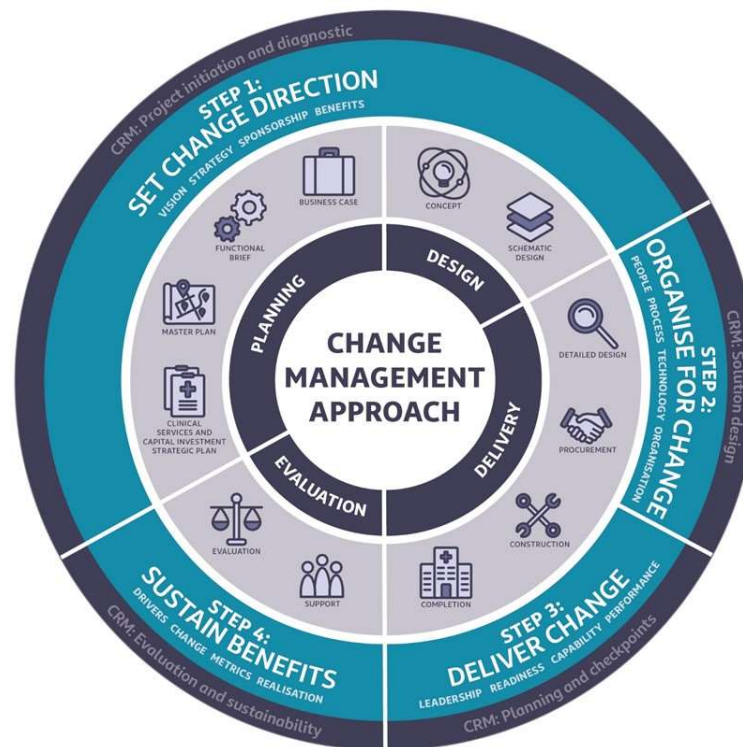 CRM: Project initiation and diagnostic
STEP 1:
SET CHANGE DIRECTION
VISION STRATEGY SPONSORSHIP BENEFITS
BUSINESS CASE
FUNCTIONAL
BRIEF
MASTER PLAN
CLINICAL
SERVICES AND
CAPITAL INVESTMENT
STRATEGIC PLAN
CONCEPT
SCHEMATIC
DESIGN
PLANNING
DESIGN
CHANGE
MANAGEMENT
APPROACH
DELIVERY
EVALUATION
CRM: Solution design
STEP 2:
ORGANISE FOR CHANGE
PEOPLE PROCESS TECHNOLOGY ORGANISATION
DETAILED DESIGN
PROCUREMENT
CONSTRUCTION
COMPLETION
STEP 3:
DELIVER CHANGE
LEADERSHIP READINESS CAPABILITY PERFORMANCE
CRM: Planning and checkpoints
EVALUATION
SUPPORT
STEP 4:
SUSTAIN BENEFITS
DRIVERS CHANGE METRICS REALISATION
CRM: Evaluation and sustainability